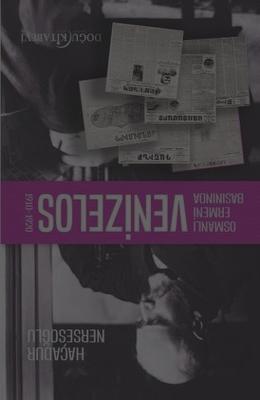 HAÇADUR
NERSESOĞLU
OSMANLI
ERMENİ
BASININDA
VENİZELOS
1910-1920
DOĞU KİTABEVİ